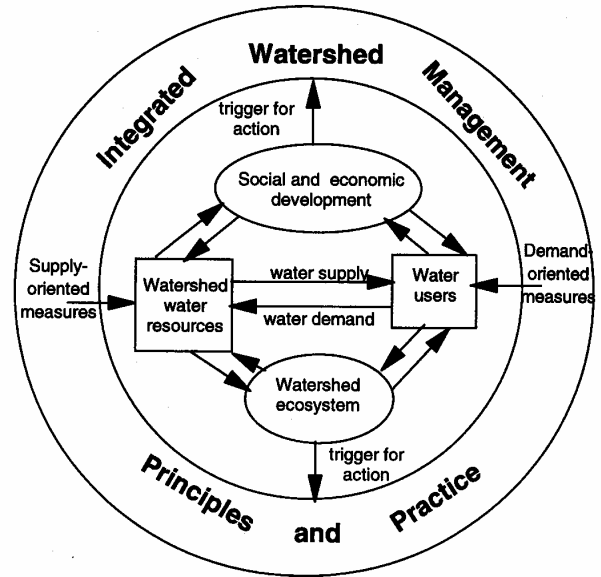 Integrated Watershed Management
trigger for
action
Social and economic
development
Supply-
oriented
measures
Watershed
water
resources
water supply
water demand
Water
users
Demand-
oriented
measures
Watershed
ecosystem
trigger for
action
Principles and Practice